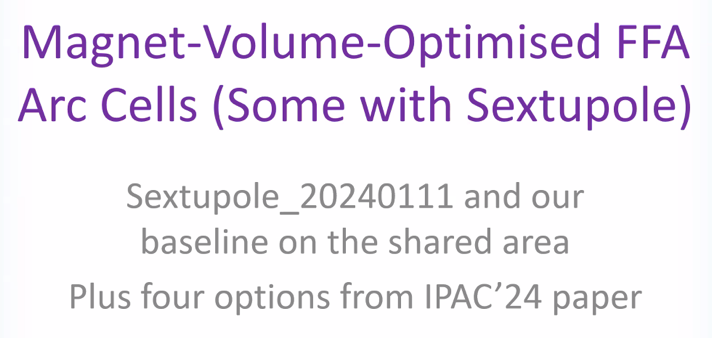 Magnet-Volume-Optimised FFA
Arc Cells (Some with Sextupole)
Sextupole_20240111 and our
baseline on the shared area
Plus four options from IPAC’24 paper